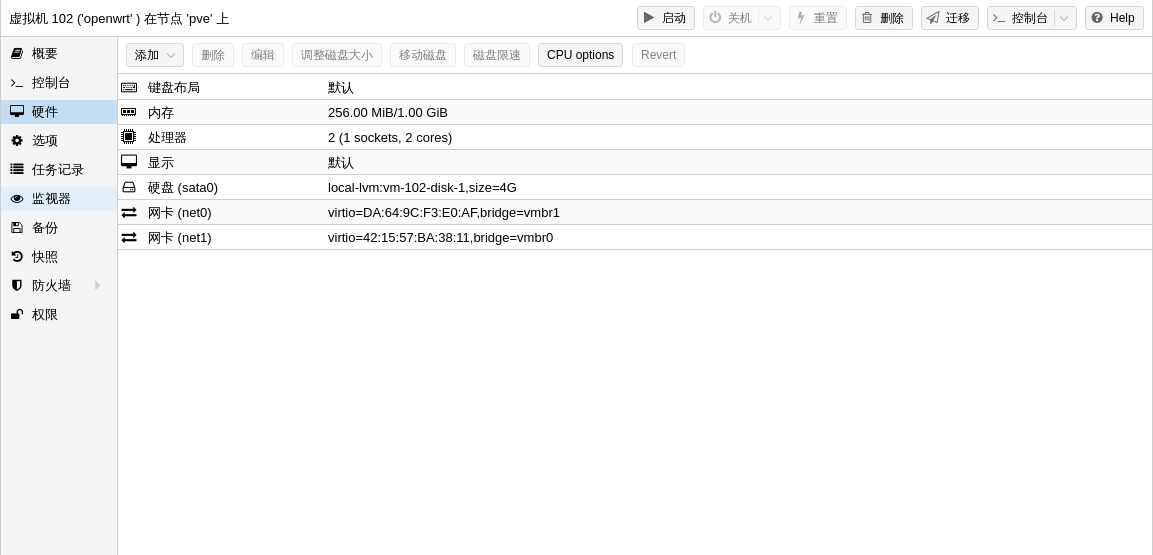 虚拟机 102 ('openwrt' ) 在节点 'pve' 上
启动 关机 重置 删除 迁移 控制台 Help
概要
控制台
硬件
选项
任务记录
监视器
备份
快照
防火墙
权限
添加 删除 编辑 调整磁盘大小 移动磁盘 磁盘限速 CPU options Revert
键盘布局 默认
内存 256.00 MiB/1.00 GiB
处理器 2 (1 sockets, 2 cores)
显示 默认
硬盘 (sata0) local-lvm:vm-102-disk-1,size=4G
网卡 (net0) virtio=DA:64:9C:F3:E0:AF,bridge=vmbr1
网卡 (net1) virtio=42:15:57:BA:38:11,bridge=vmbr0